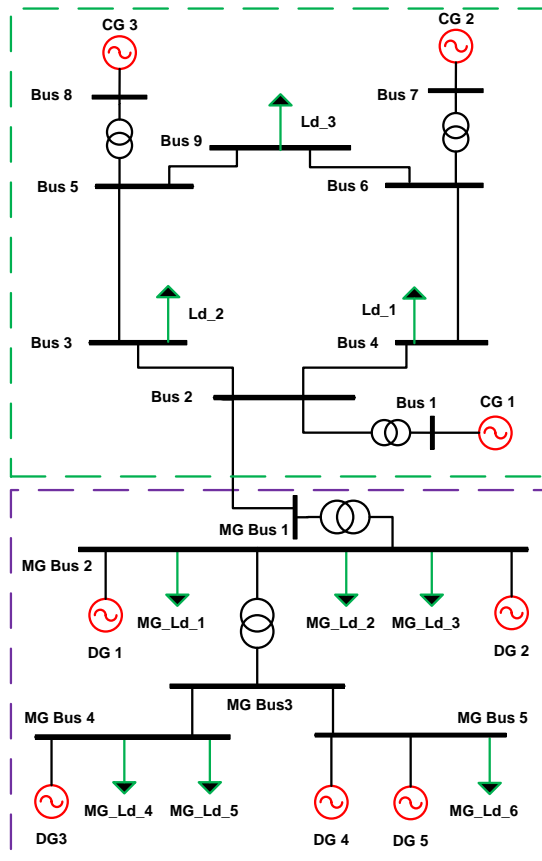 CG 3
CG 2
Bus 8
Bus 7
Ld_3
Bus 9
Bus 5
Bus 6
Ld_2
Ld_1
Bus 3
Bus 4
Bus 2
Bus 1
CG 1
MG Bus 1
MG Bus 2
MG_Ld_1
MG_Ld_2
MG_Ld_3
DG 1
DG 2
MG Bus3
MG Bus 4
MG Bus 5
MG_Ld_4
MG_Ld_5
MG_Ld_6
DG3
DG 4
DG 5